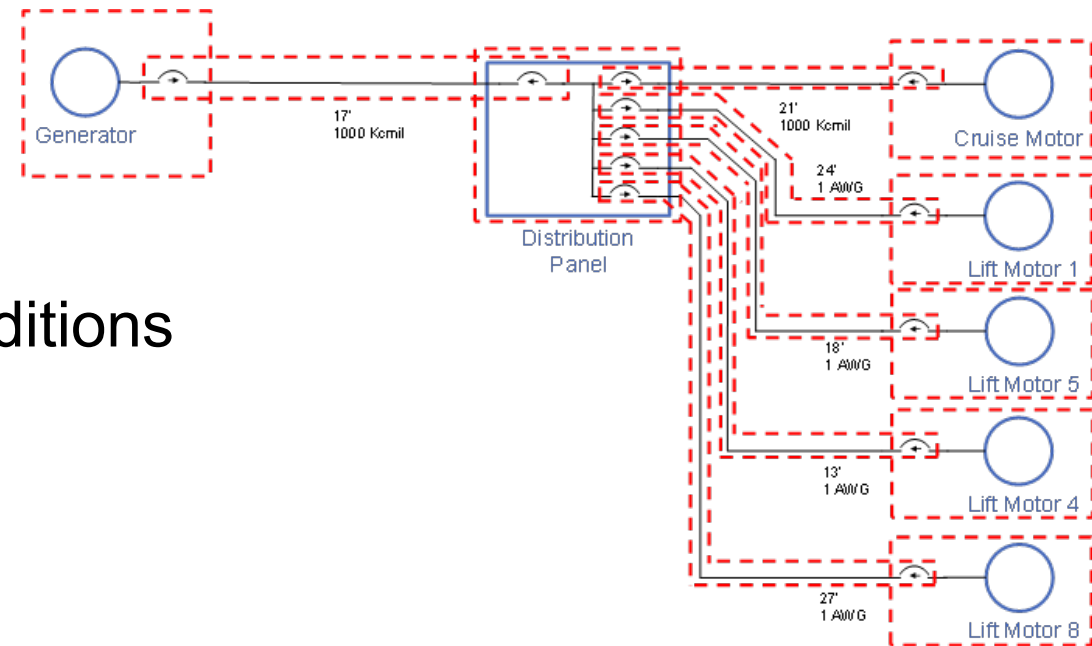 Generator
17'
1000 Kcmil
Distribution
Panel
21'
1000 Kcmil
Cruise Motor
24'
1 AWG
Lift Motor 1
ditions
18'
1 AWG
Lift Motor 5
13'
1 AWG
Lift Motor 4
27'
1 AWG
Lift Motor 8